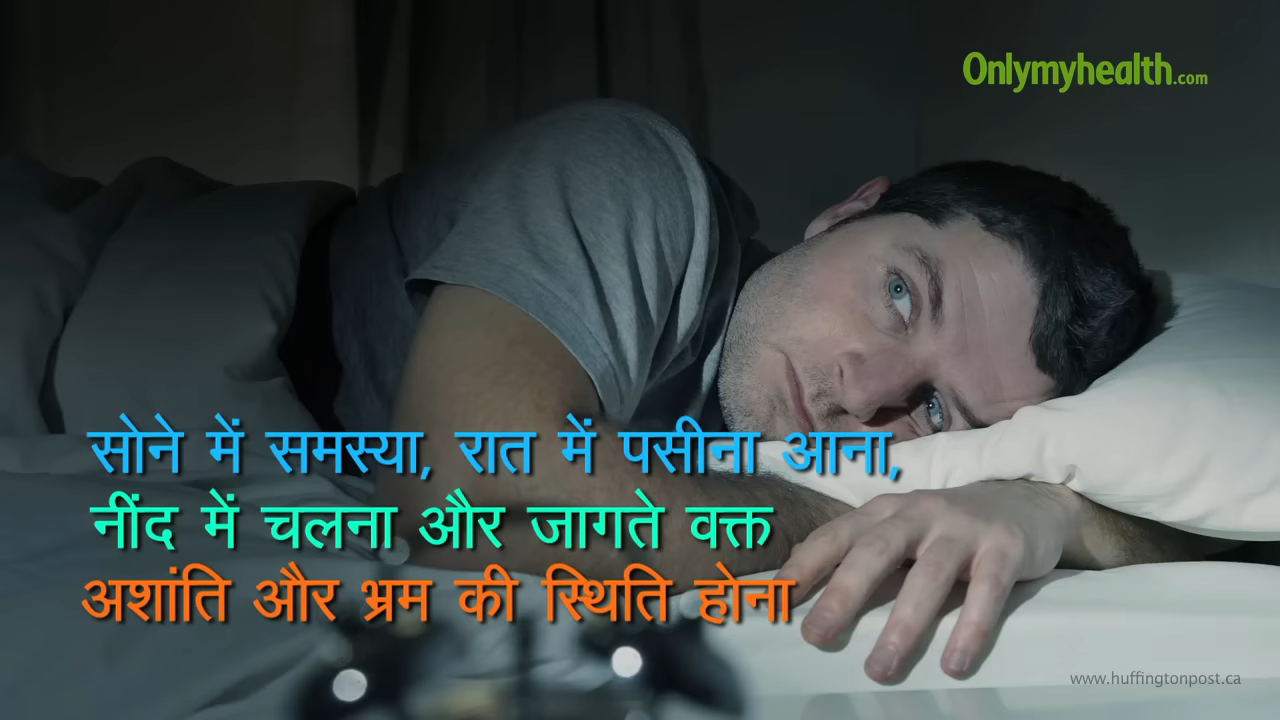 Onlymyhealth.com
सोने में समस्या, रात में पसीना आना,
नींद में चलना और जागते वक्त
अशांति और भ्रम की स्थिति होना
www.huffingtonpost.ca